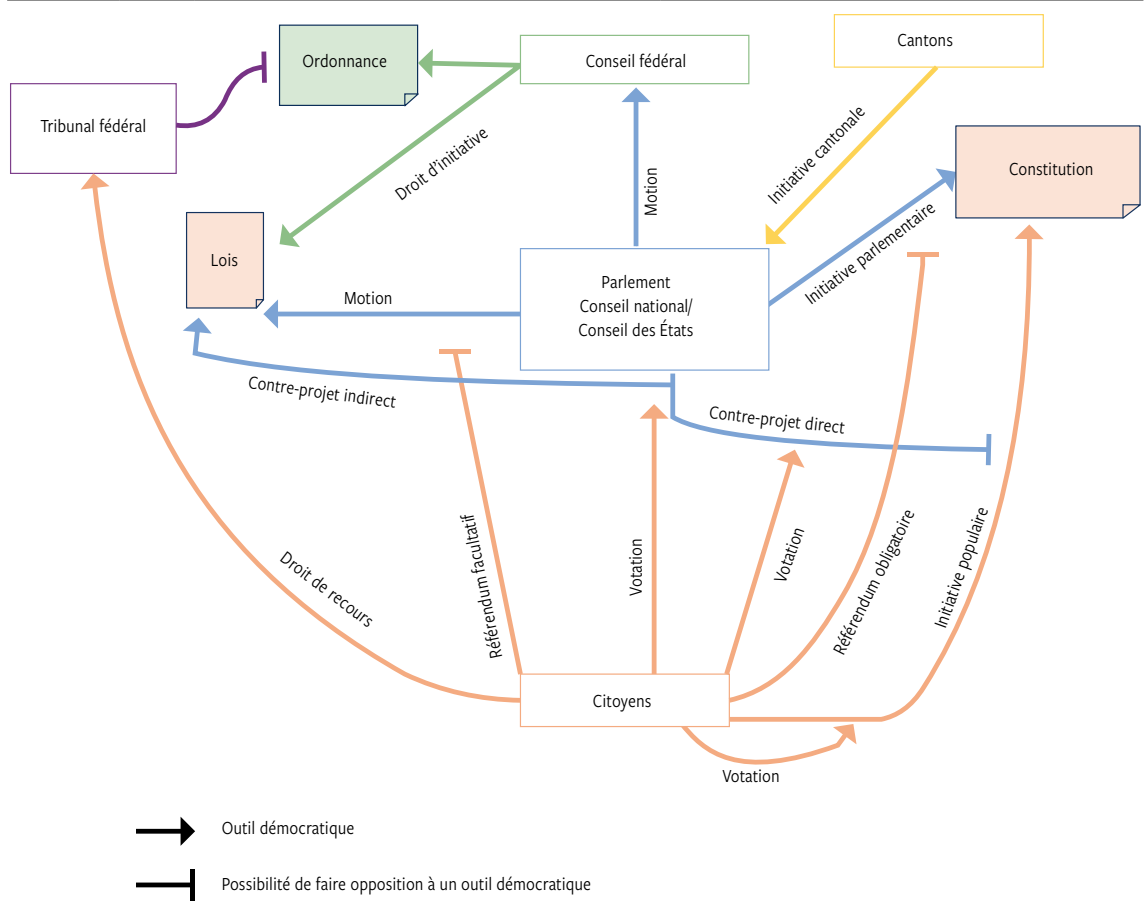 Cantons
Ordonnance
Conseil fédéral
Tribunal fédéral
Droit d'initiative
Motion
Initiative cantonale
Constitution
Lois
Motion
Parlement
Conseil national/
Conseil des États
Initiative parlementaire
Contre-projet indirect
Contre-projet direct
Droit de recours
Référendum facultatif
Votation
Votation
Référendum obligatoire
Initiative populaire
Citoyens
Votation
Outil démocratique
Possibilité de faire opposition à un outil démocratique